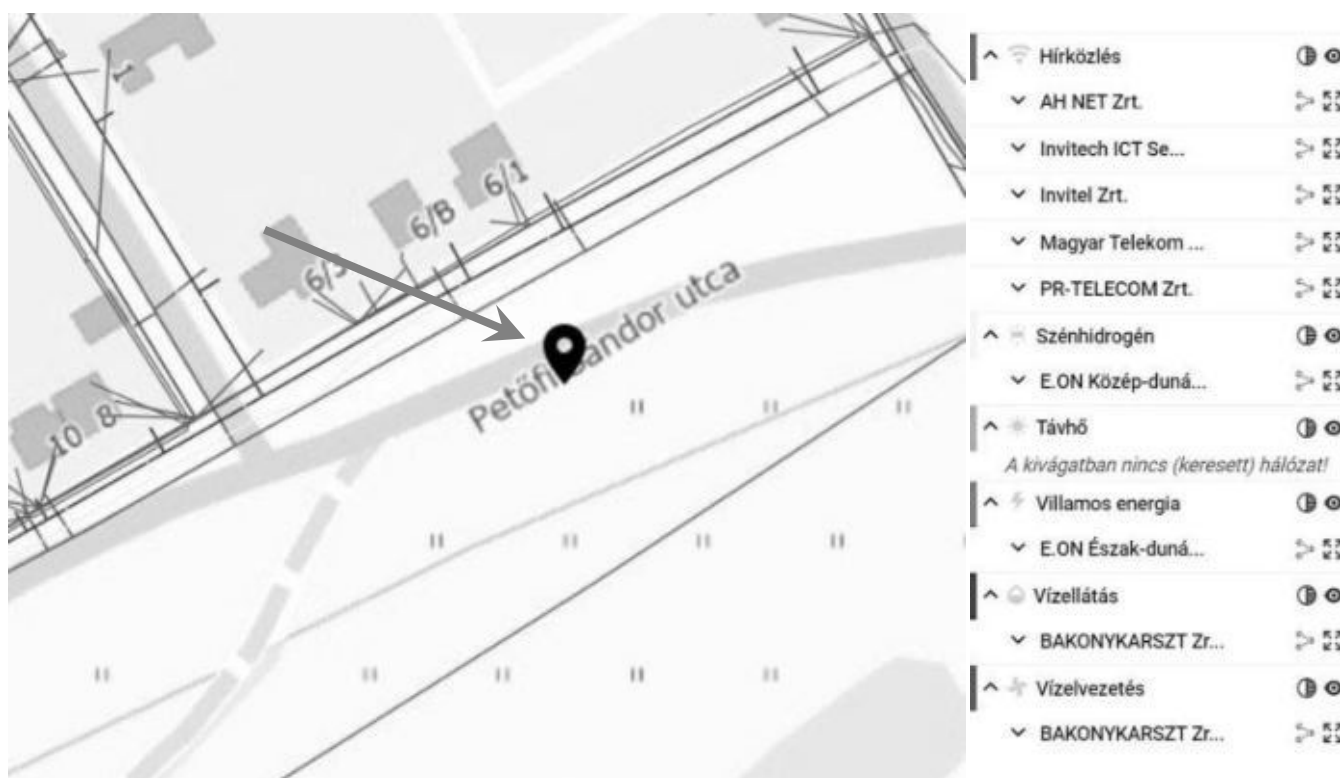 1
6/1
6/B
6/3
8
10
Petőfi Sandor utca
Hírközlés
AH NET Zrt.
Invitech ICT Se...
Invitel Zrt.
Magyar Telekom ...
PR-TELECOM Zrt.
Szénhidrogén
E.ON Közép-duná...
Távhő
A kivágatban nincs (keresett) hálózat!
Villamos energia
E.ON Észak-duná...
Vízellátás
BAKONYKARSZT Zr...
Vízelvezetés
BAKONYKARSZT Zr...